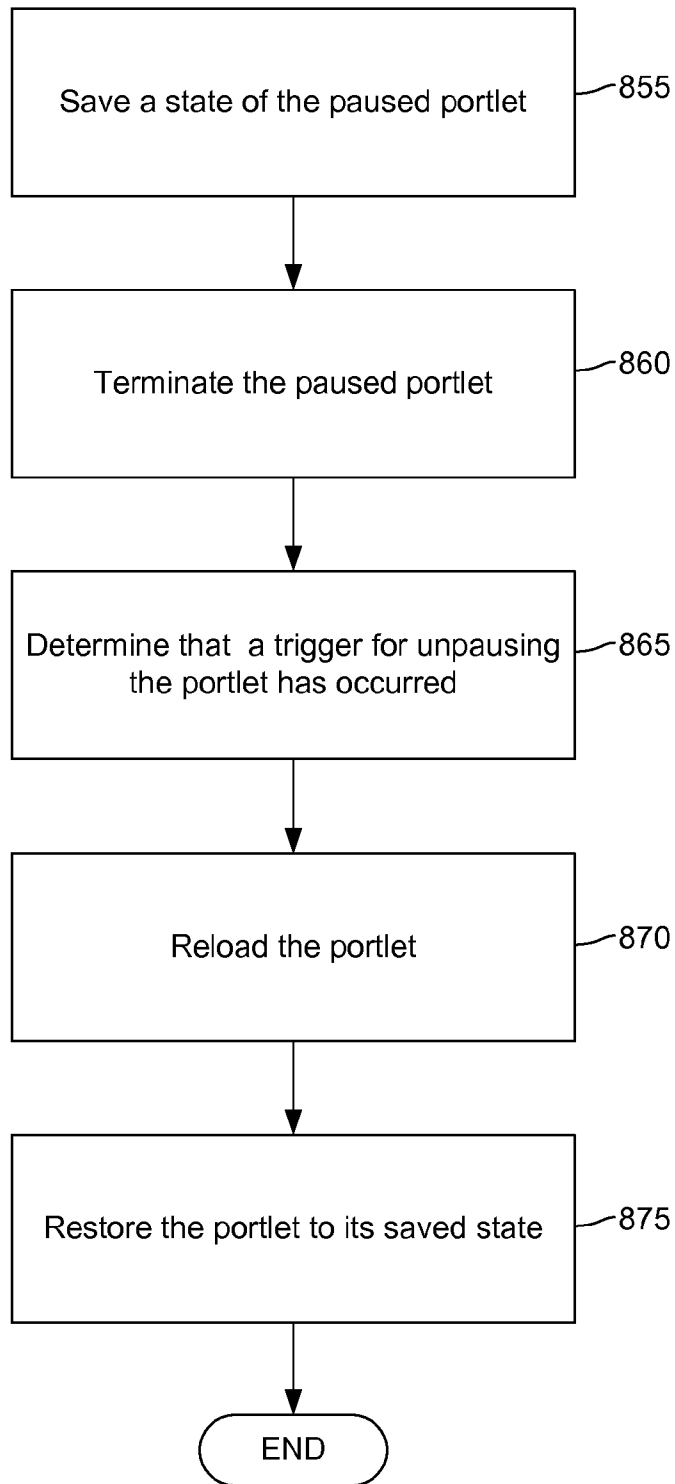 Save a state of the paused portlet
855
Terminate the paused portlet
860
Determine that a trigger for unpausing
the portlet has occurred
865
Reload the portlet
870
Restore the portlet to its saved state
875
END